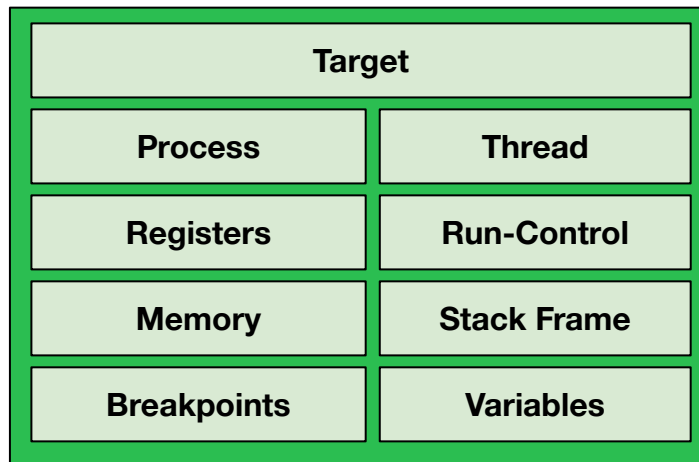 Target
Process
Thread
Registers
Run-Control
Memory
Stack Frame
Breakpoints
Variables